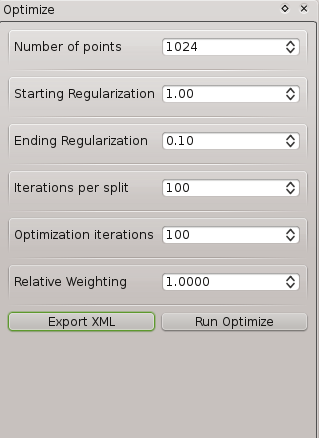 Optimize
Number of points 1024
Starting Regularization 1.00
Ending Regularization 0.10
Iterations per split 100
Optimization iterations 100
Relative Weighting 1.0000
Export XML Run Optimize